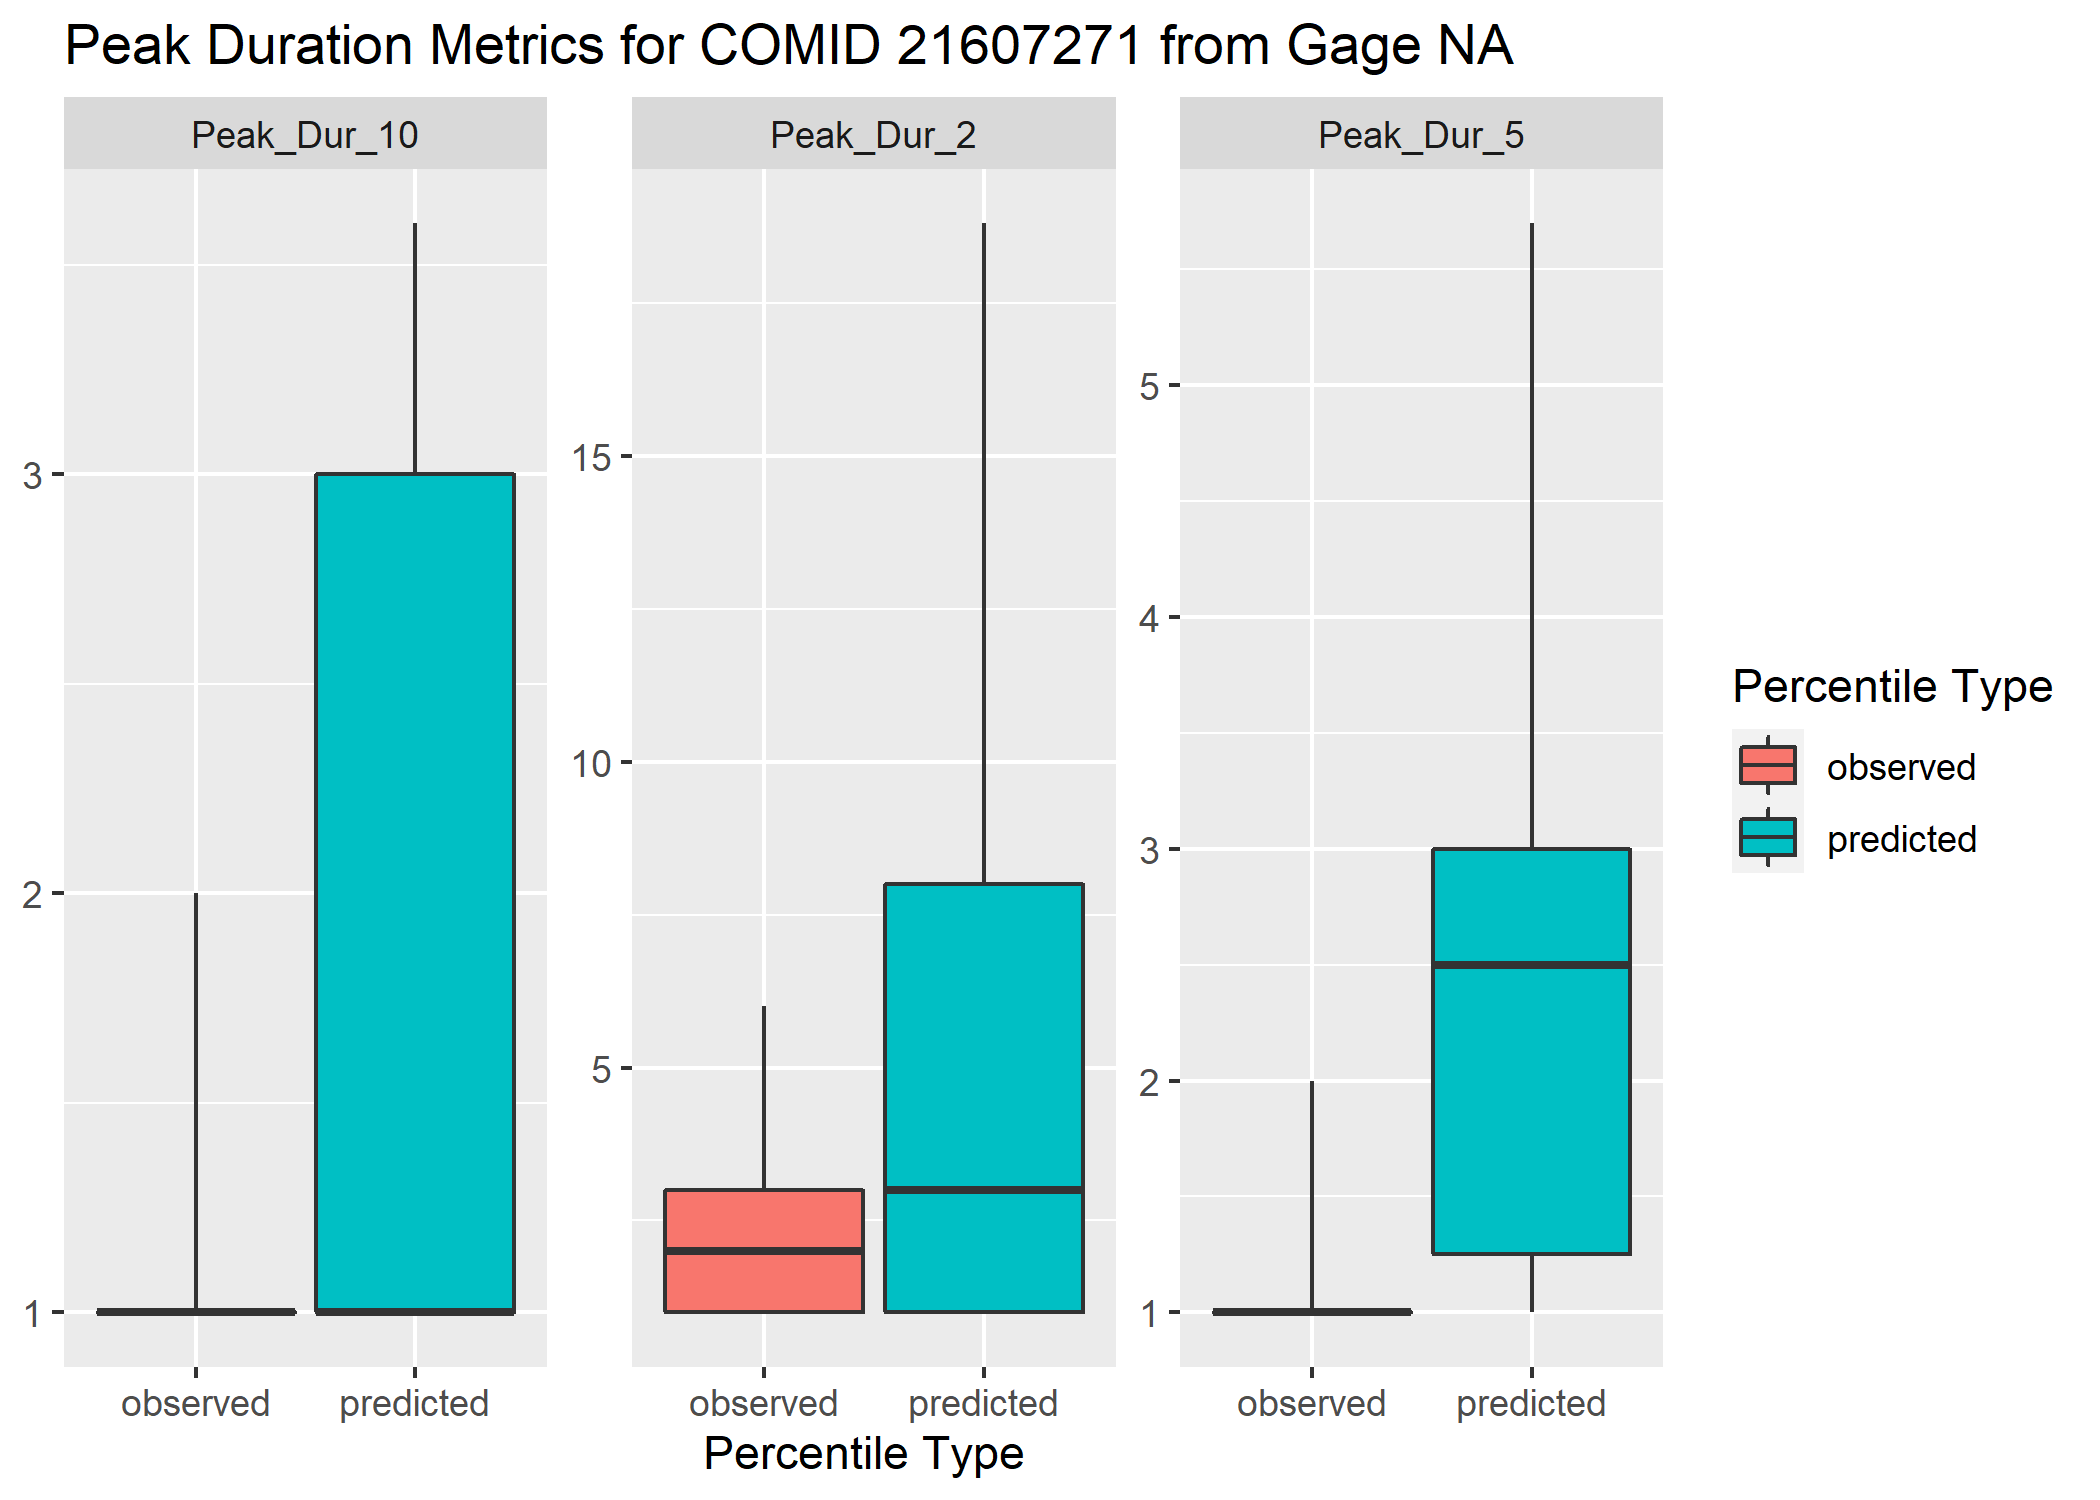 Peak Duration Metrics for COMID 21607271 from Gage NA
Peak_Dur_10
Peak_Dur_2
Peak_Dur_5
3
2
1
15
10
5
5
4
3
2
1
observed
predicted
observed
predicted
observed
predicted
Percentile Type
Percentile Type
observed
predicted